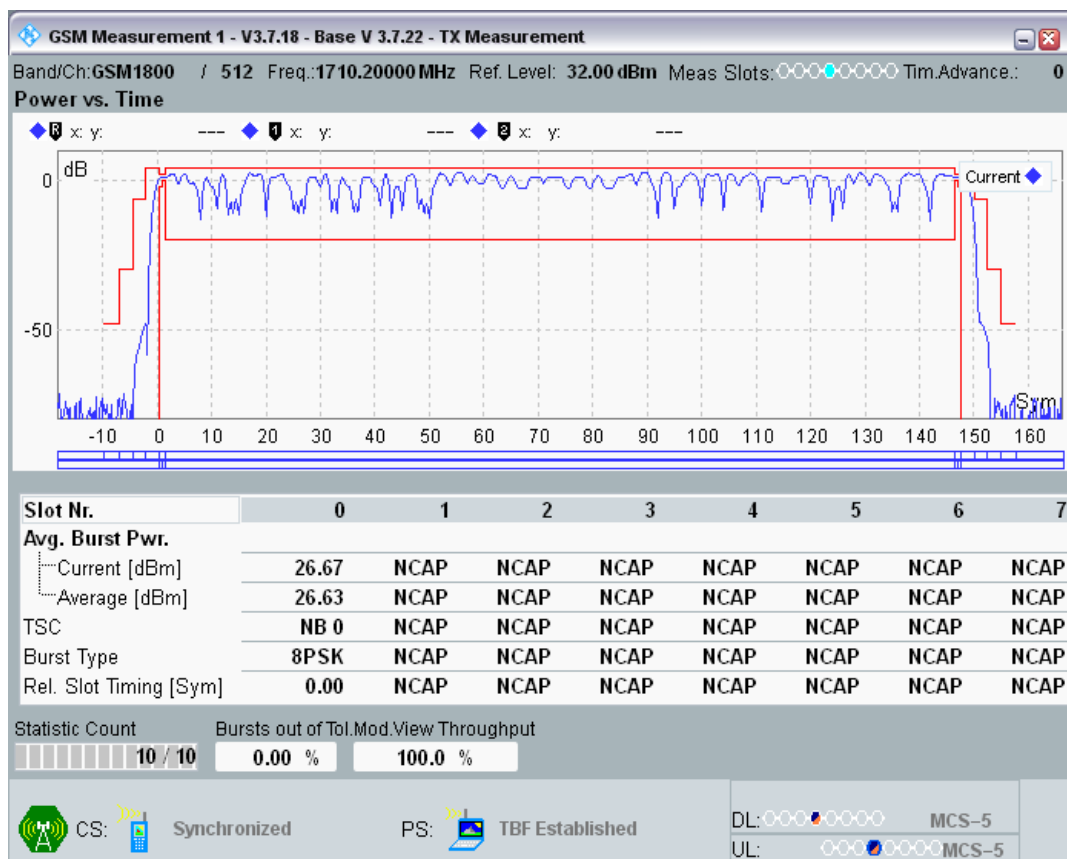 GSM Measurement 1 - V3.7.18 - Base V 3.7.22 - TX Measurement
Band/Ch:GSM1800 / 512 Freq.:1710.20000 MHz Ref. Level: 32.00 dBm Meas Slots: Tim.Advance.: 0
Power vs. Time
R x: y: --- 1 x: y: --- 2 x: y: ---
dB
0
Current
-50
Sym
-10 0 10 20 30 40 50 60 70 80 90 100 110 120 130 140 150 160
Slot Nr. 0 1 2 3 4 5 6 7
Avg. Burst Pwr.
Current [dBm] 26.67 NCAP NCAP NCAP NCAP NCAP NCAP NCAP
Average [dBm] 26.63 NCAP NCAP NCAP NCAP NCAP NCAP NCAP
TSC NB 0 NCAP NCAP NCAP NCAP NCAP NCAP NCAP
Burst Type 8PSK NCAP NCAP NCAP NCAP NCAP NCAP NCAP
Rel. Slot Timing [Sym] 0.00 NCAP NCAP NCAP NCAP NCAP NCAP NCAP
Statistic Count Bursts out of Tol. Mod.View Throughput
10 / 10 0.00 % 100.0 %
CS: Synchronized PS: TBF Established
DL: MCS-5
UL: MCS-5